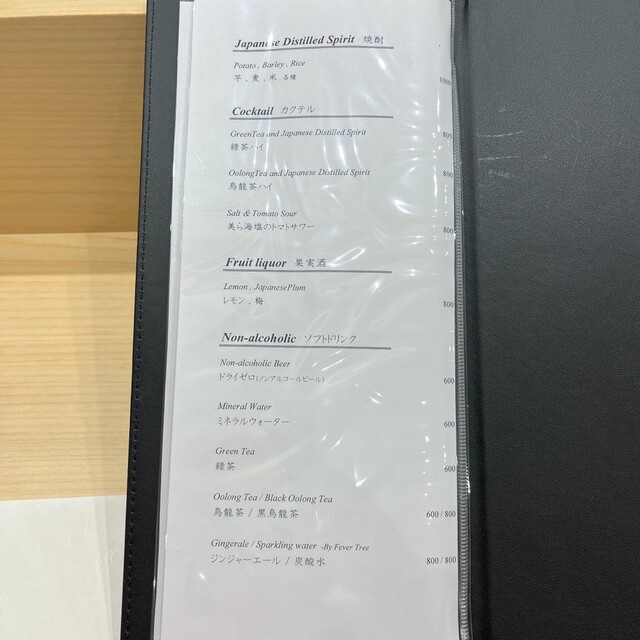 Japanese Distilled Spirit 焼酎
Potato , Barley , Rice
芋 , 麦 , 米 各種 1000
Cocktail カクテル
GreenTea and Japanese Distilled Spirit 800
緑茶ハイ
OolongTea and Japanese Distilled Spirit 800
烏龍茶ハイ
Salt & Tomato Sour
美ら海塩のトマトサワー 800
Fruit liquor 果実酒
Lemon , JapanesePlum
レモン , 梅 800
Non-alcoholic ソフトドリンク
Non-alcoholic Beer
ドライゼロ(ノンアルコールビール) 600
Mineral Water
ミネラルウォーター 600
Green Tea
緑茶 600
Oolong Tea / Black Oolong Tea
烏龍茶 / 黒烏龍茶 600 / 800
Gingerale / Sparkling water -By Fever Tree
ジンジャーエール / 炭酸水 800 / 800